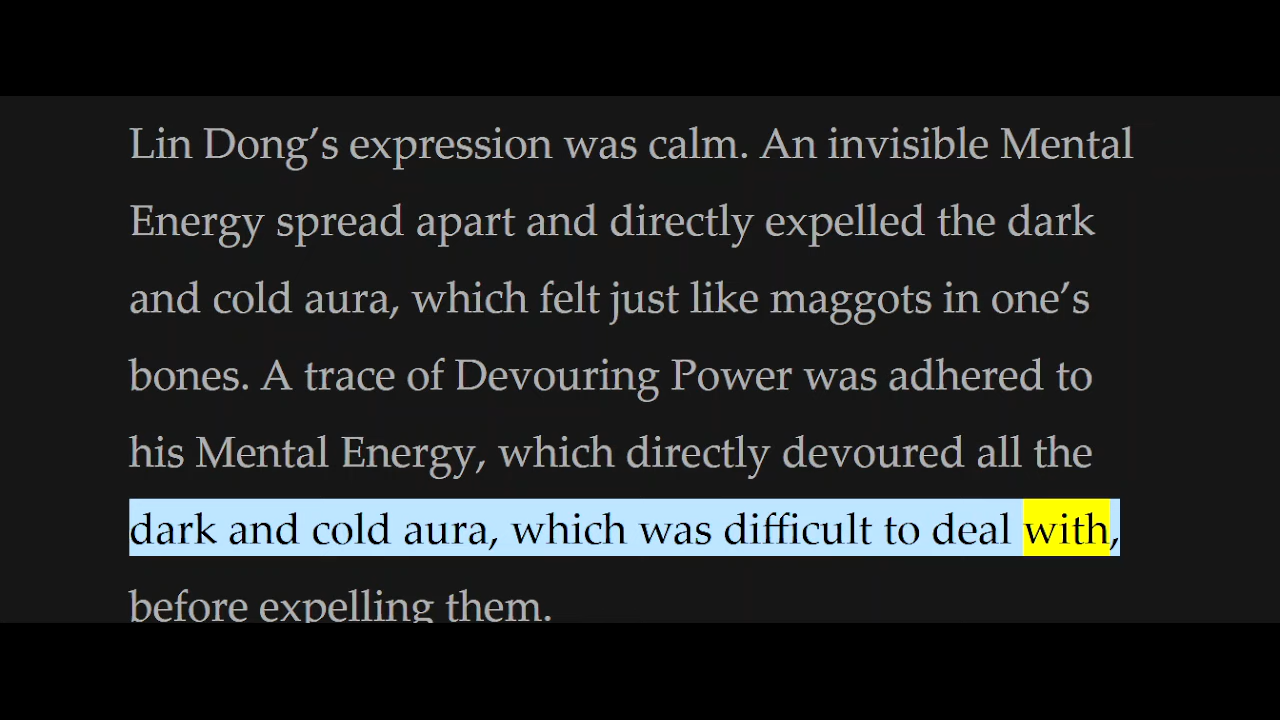 Lin Dong’s expression was calm. An invisible Mental
Energy spread apart and directly expelled the dark
and cold aura, which felt just like maggots in one’s
bones. A trace of Devouring Power was adhered to
his Mental Energy, which directly devoured all the
dark and cold aura, which was difficult to deal with,
before expelling them.